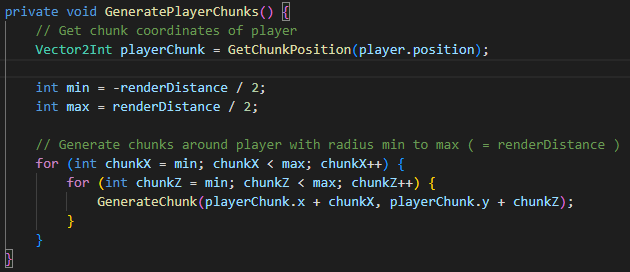 private void GeneratePlayerChunks() {
// Get chunk coordinates of player
Vector2Int playerChunk = GetChunkPosition(player.position);
int min = -renderDistance / 2;
int max = renderDistance / 2;
// Generate chunks around player with radius min to max ( = renderDistance )
for (int chunkX = min; chunkX < max; chunkX++) {
for (int chunkZ = min; chunkZ < max; chunkZ++) {
GenerateChunk(playerChunk.x + chunkX, playerChunk.y + chunkZ);
}
}
}